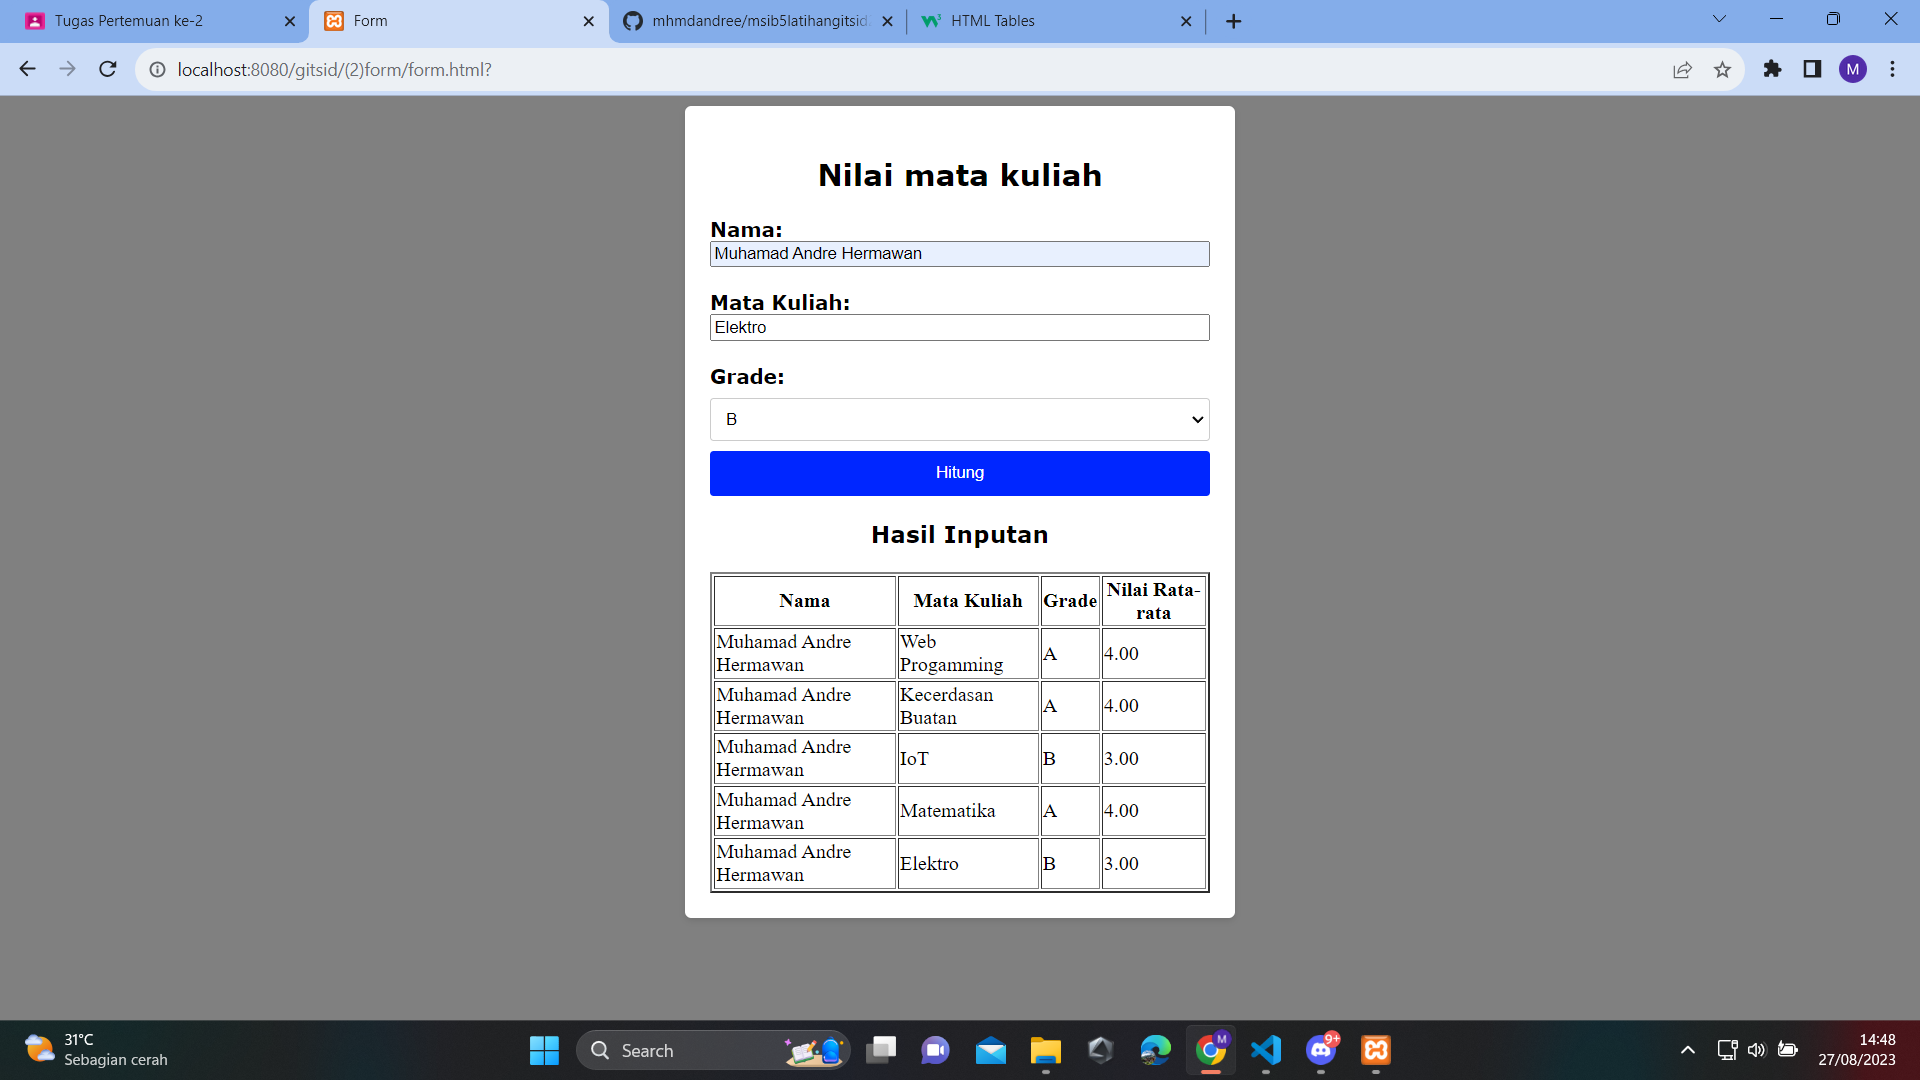 Tugas Pertemuan ke-2
Form
mhmdandree/msib5latihangitsid
HTML Tables
localhost:8080/gitsid/(2)form/form.html?
M
Nilai mata kuliah
Nama:
Muhamad Andre Hermawan
Mata Kuliah:
Elektro
Grade:
B
Hitung
Hasil Inputan
Nama Mata Kuliah Grade Nilai Rata-
rata
Muhamad Andre
Hermawan
Web
Progamming
A
4.00
Muhamad Andre
Hermawan
Kecerdasan
Buatan
A
4.00
Muhamad Andre
Hermawan
IoT
B
3.00
Muhamad Andre
Hermawan
Matematika
A
4.00
Muhamad Andre
Hermawan
Elektro
B
3.00
31°C
Sebagian cerah
Search
M
9+
14:48
27/08/2023